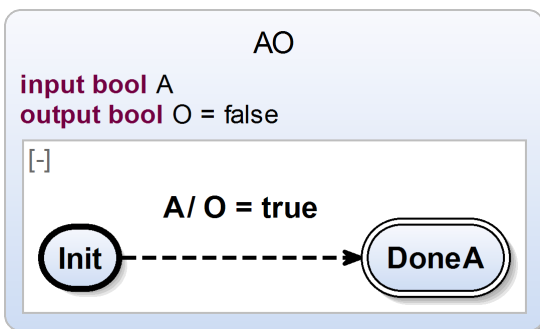 AO
input bool A
output bool O = false
[-]
A / O = true
Init
DoneA